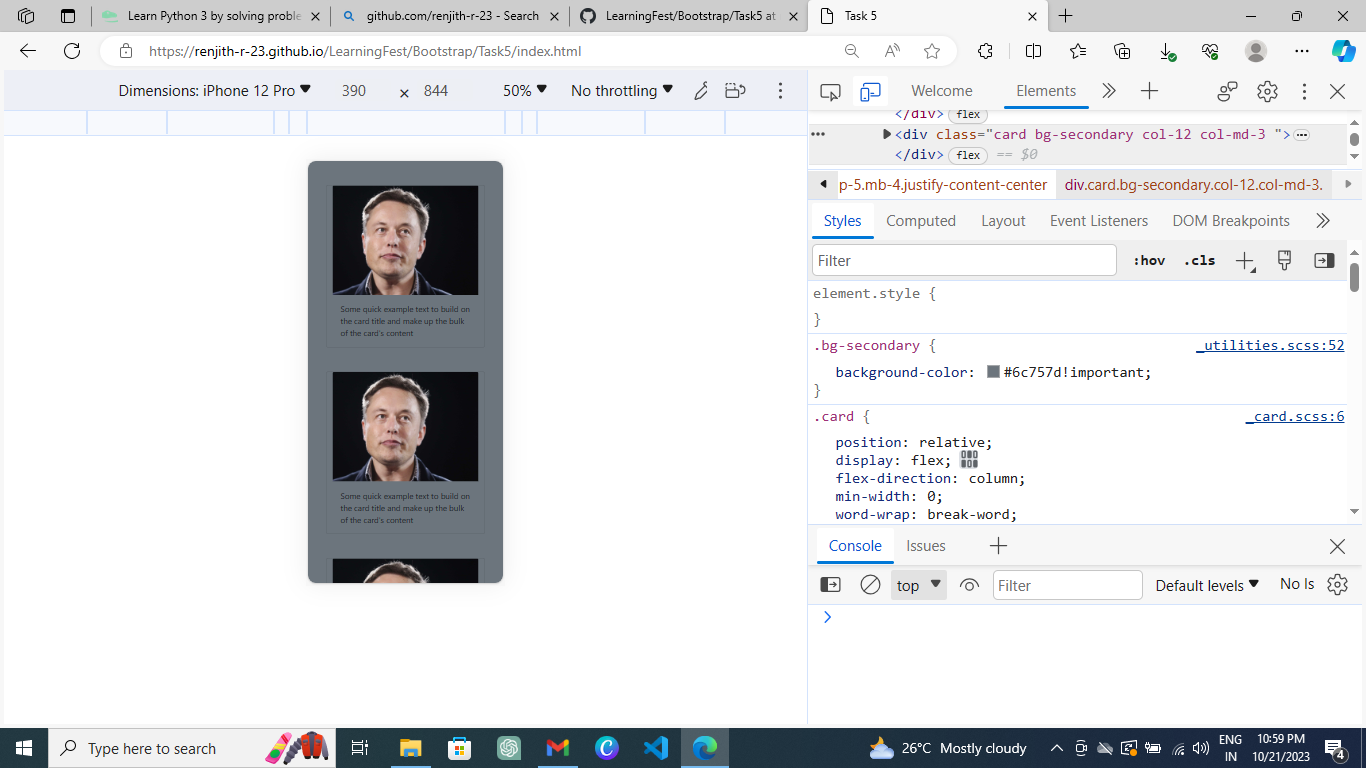 Learn Python 3 by solving proble
github.com/renjith-r-23 - Search
LearningFest/Bootstrap/Task5 at
Task 5
https://renjith-r-23.github.io/LearningFest/Bootstrap/Task5/index.html
Dimensions: iPhone 12 Pro 390 × 844 50% No throttling
Welcome Elements
</div> flex
<div class="card bg-secondary col-12 col-md-3 ">
</div> flex == $0
p-5.mb-4.justify-content-center div.card.bg-secondary.col-12.col-md-3.
Styles Computed Layout Event Listeners DOM Breakpoints
Filter :hov .cls
element.style {
}
.bg-secondary { _utilities.scss:52
background-color: #6c757d!important;
}
.card { _card.scss:6
position: relative;
display: flex;
flex-direction: column;
min-width: 0;
word-wrap: break-word;
Some quick example text to build on
the card title and make up the bulk
of the card's content
Some quick example text to build on
the card title and make up the bulk
of the card's content
Console Issues
top Filter Default levels No Is
Type here to search
26°C Mostly cloudy
ENG
IN
10:59 PM
10/21/2023
4